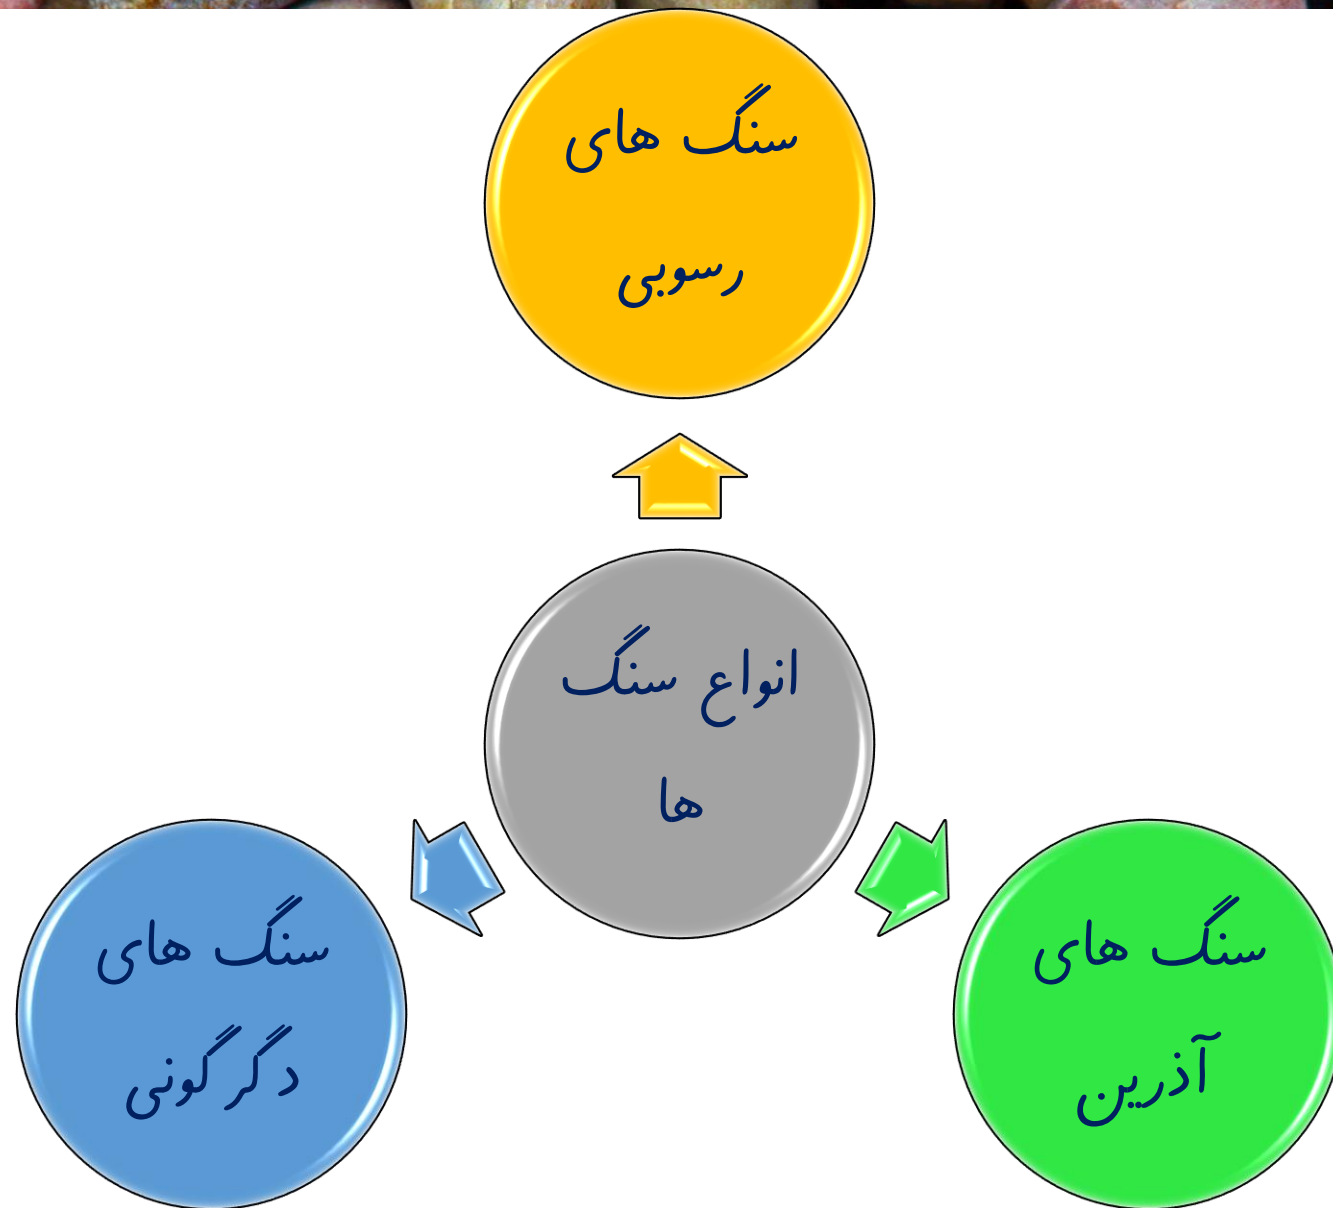 سنگ های
رسوبی
انواع سنگ
ها
سنگ های
آذرین
سنگ های
دگرگونی